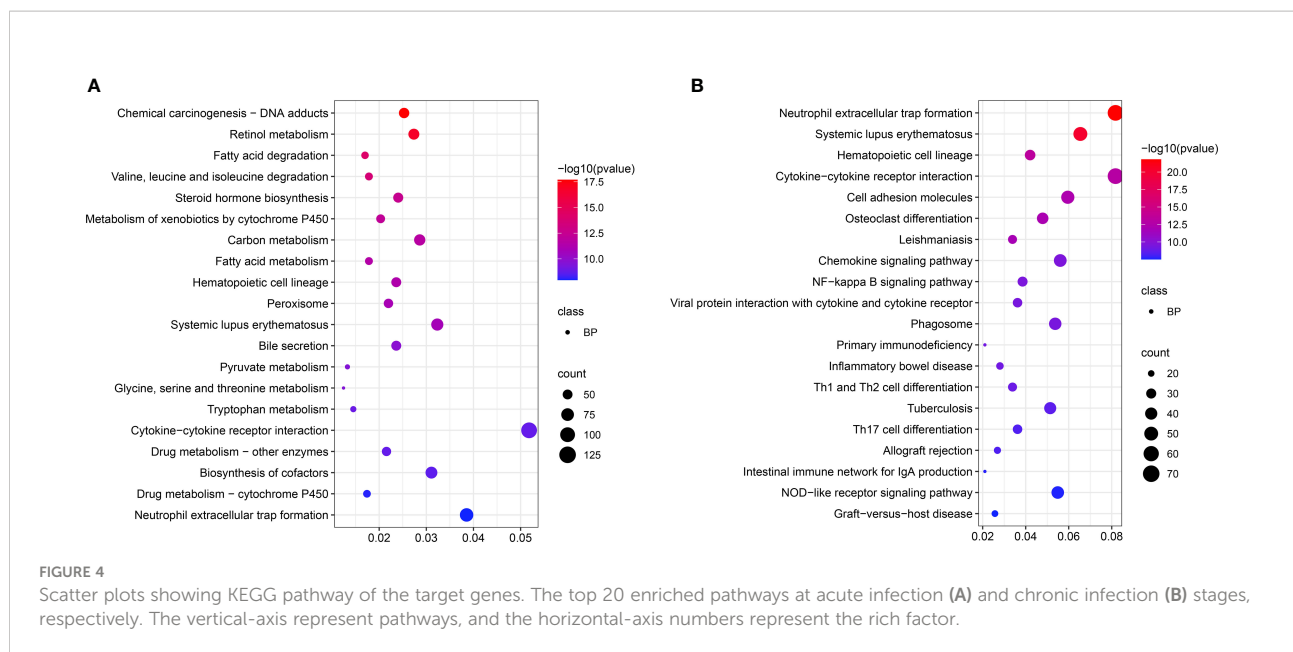 A
Chemical carcinogenesis − DNA adducts
Retinol metabolism
Fatty acid degradation
Valine, leucine and isoleucine degradation
Steroid hormone biosynthesis
Metabolism of xenobiotics by cytochrome P450
Carbon metabolism
Fatty acid metabolism
Hematopoietic cell lineage
Peroxisome
Systemic lupus erythematosus
Bile secretion
Pyruvate metabolism
Glycine, serine and threonine metabolism
Tryptophan metabolism
Cytokine−cytokine receptor interaction
Drug metabolism − other enzymes
Biosynthesis of cofactors
Drug metabolism − cytochrome P450
Neutrophil extracellular trap formation
0.02 0.03 0.04 0.05
−log10(pvalue)
17.5
15.0
12.5
10.0
class
BP
count
50
75
100
125
B
Neutrophil extracellular trap formation
Systemic lupus erythematosus
Hematopoietic cell lineage
Cytokine−cytokine receptor interaction
Cell adhesion molecules
Osteoclast differentiation
Leishmaniasis
Chemokine signaling pathway
NF−kappa B signaling pathway
Viral protein interaction with cytokine and cytokine receptor
Phagosome
Primary immunodeficiency
Inflammatory bowel disease
Th1 and Th2 cell differentiation
Tuberculosis
Th17 cell differentiation
Allograft rejection
Intestinal immune network for IgA production
NOD−like receptor signaling pathway
Graft−versus−host disease
0.02 0.04 0.06 0.08
−log10(pvalue)
20.0
17.5
15.0
12.5
10.0
class
BP
count
20
30
40
50
60
70
FIGURE 4
Scatter plots showing KEGG pathway of the target genes. The top 20 enriched pathways at acute infection (A) and chronic infection (B) stages,
respectively. The vertical-axis represent pathways, and the horizontal-axis numbers represent the rich factor.